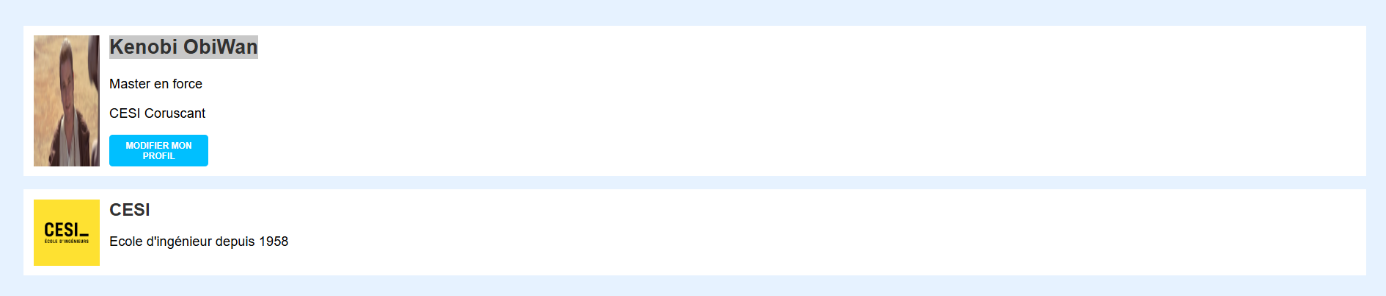 Kenobi ObiWan
Master en force
CESI Coruscant
MODIFIER MON
PROFIL
CESI_
ÉCOLE D'INGÉNIEURS
CESI
Ecole d'ingénieur depuis 1958